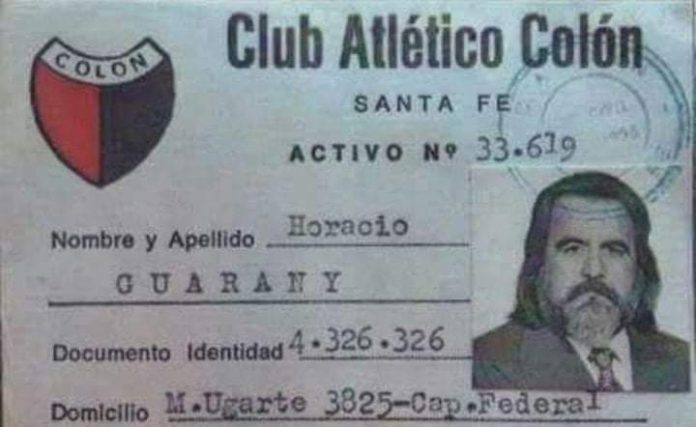 COLON
Club Atlético Colón
SANTA FE
ACTIVO Nº 33.619
Nombre y Apellido Horacio
GUARANY
Documento Identidad 4.326.326
Domicilio M.Ugarte 3825-Cap.Federal